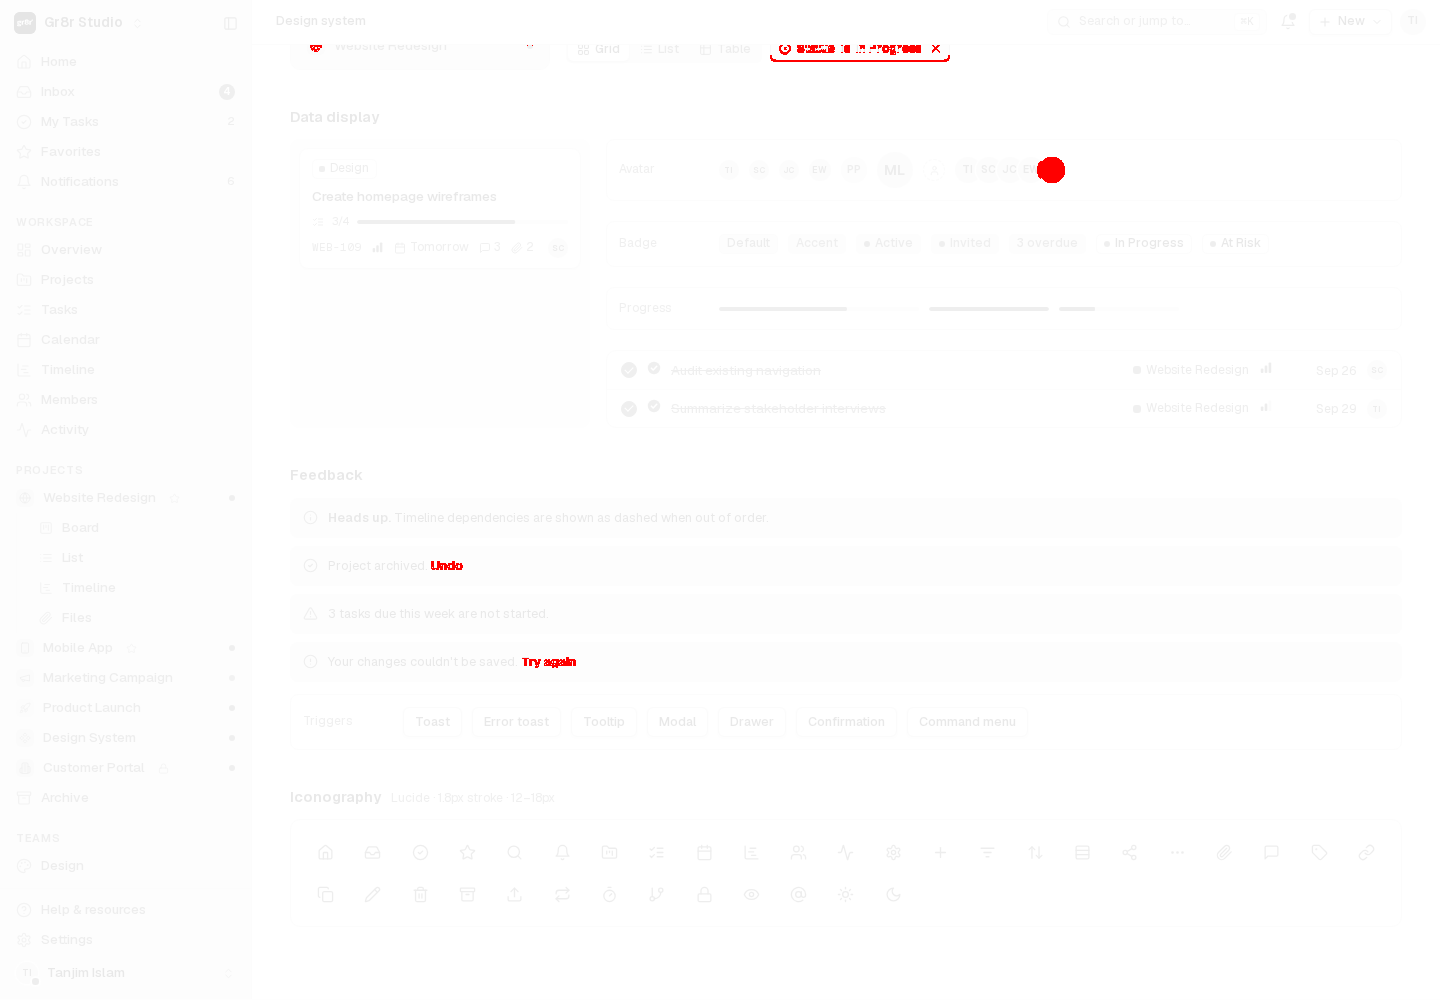 gr8r Gr8r Studio
Design system
Search or jump to... ⌘K
New
TI
Home
Inbox 4
My Tasks 2
Favorites
Notifications 6
WORKSPACE
Overview
Projects
Tasks
Calendar
Timeline
Members
Activity
PROJECTS
Website Redesign
Board
List
Timeline
Files
Mobile App
Marketing Campaign
Product Launch
Design System
Customer Portal
Archive
TEAMS
Design
Help & resources
Settings
TI Tanjim Islam
Website Redesign
Grid List Table
Data display
Design
Create homepage wireframes
3/4
WEB-109 Tomorrow 3 2 SC
Avatar TI SC JC EW PP ML TI SC JC EW
Badge Default Accent Active Invited 3 overdue In Progress At Risk
Progress
Audit existing navigation Website Redesign Sep 26 SC
Summarize stakeholder interviews Website Redesign Sep 29 TI
Feedback
Heads up. Timeline dependencies are shown as dashed when out of order.
Project archived. Undo
3 tasks due this week are not started.
Your changes couldn't be saved. Try again
Triggers Toast Error toast Tooltip Modal Drawer Confirmation Command menu
Iconography Lucide · 1.8px stroke · 12–18px